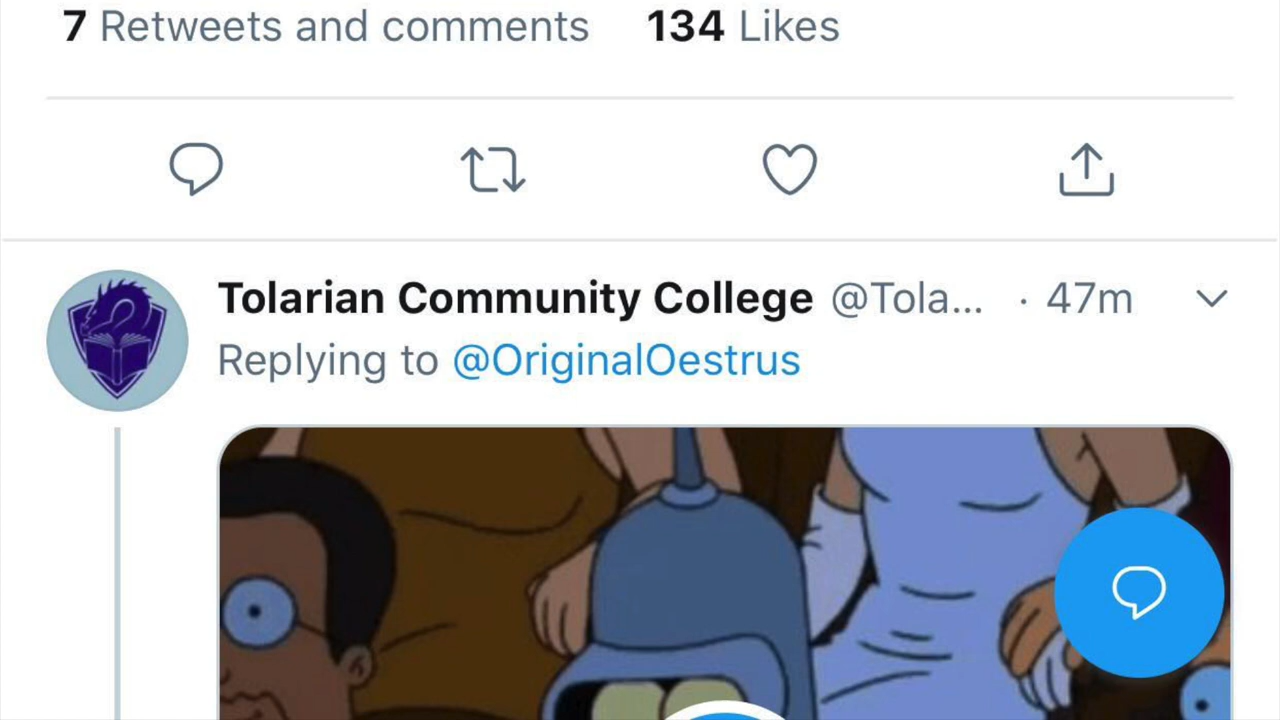 7 Retweets and comments 134 Likes
Tolarian Community College @Tola... · 47m
Replying to @OriginalOestrus